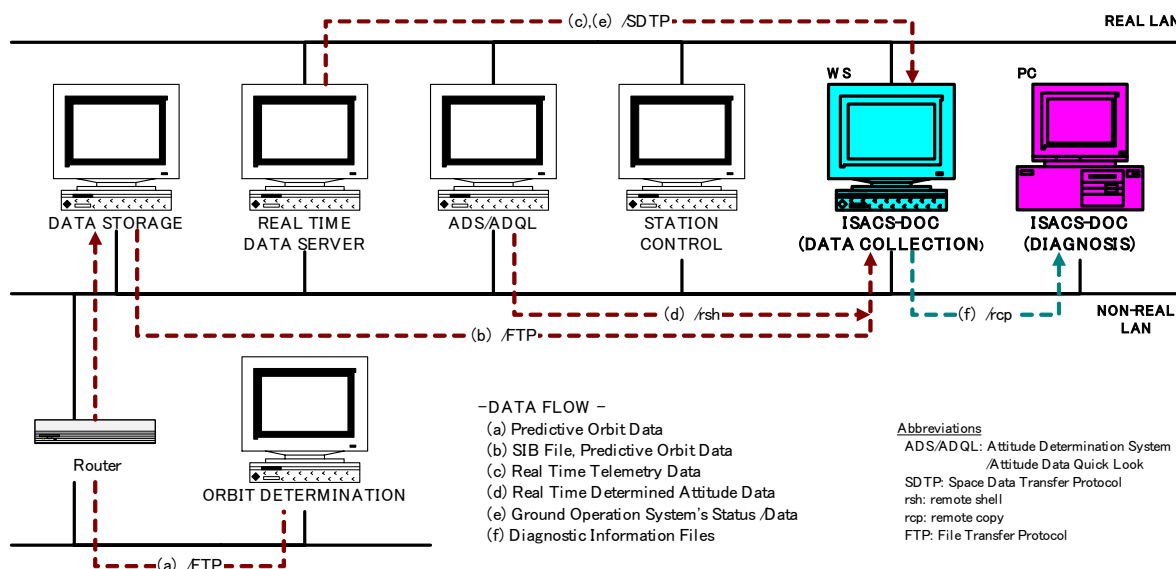 (c),(e) /SDTP
REAL LAN
WS
PC
DATA STORAGE
REAL TIME
DATA SERVER
ADS/ADQL
STATION
CONTROL
ISACS-DOC
(DATA COLLECTION)
ISACS-DOC
(DIAGNOSIS)
(d) /rsh
(f) /rcp
NON-REAL
LAN
(b) /FTP
Router
ORBIT DETERMINATION
(a) /FTP
-DATA FLOW -
(a) Predictive Orbit Data
(b) SIB File, Predictive Orbit Data
(c) Real Time Telemetry Data
(d) Real Time Determined Attitude Data
(e) Ground Operation System's Status /Data
(f) Diagnostic Information Files
Abbreviations
ADS/ADQL: Attitude Determination System
/Attitude Data Quick Look
SDTP: Space Data Transfer Protocol
rsh: remote shell
rcp: remote copy
FTP: File Transfer Protocol